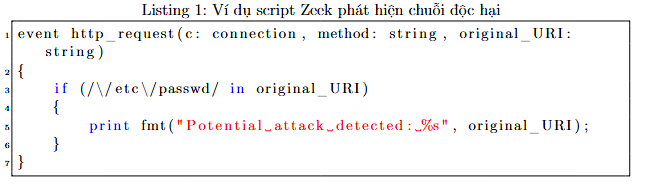 Listing 1: Ví dụ script Zeek phát hiện chuỗi độc hại
1 event http_request(c: connection, method: string, original_URI:
string)
2 {
3 if (/\/etc\/passwd/ in original_URI)
4 {
5 print fmt("Potential␣attack␣detected:␣%s", original_URI);
6 }
7 }